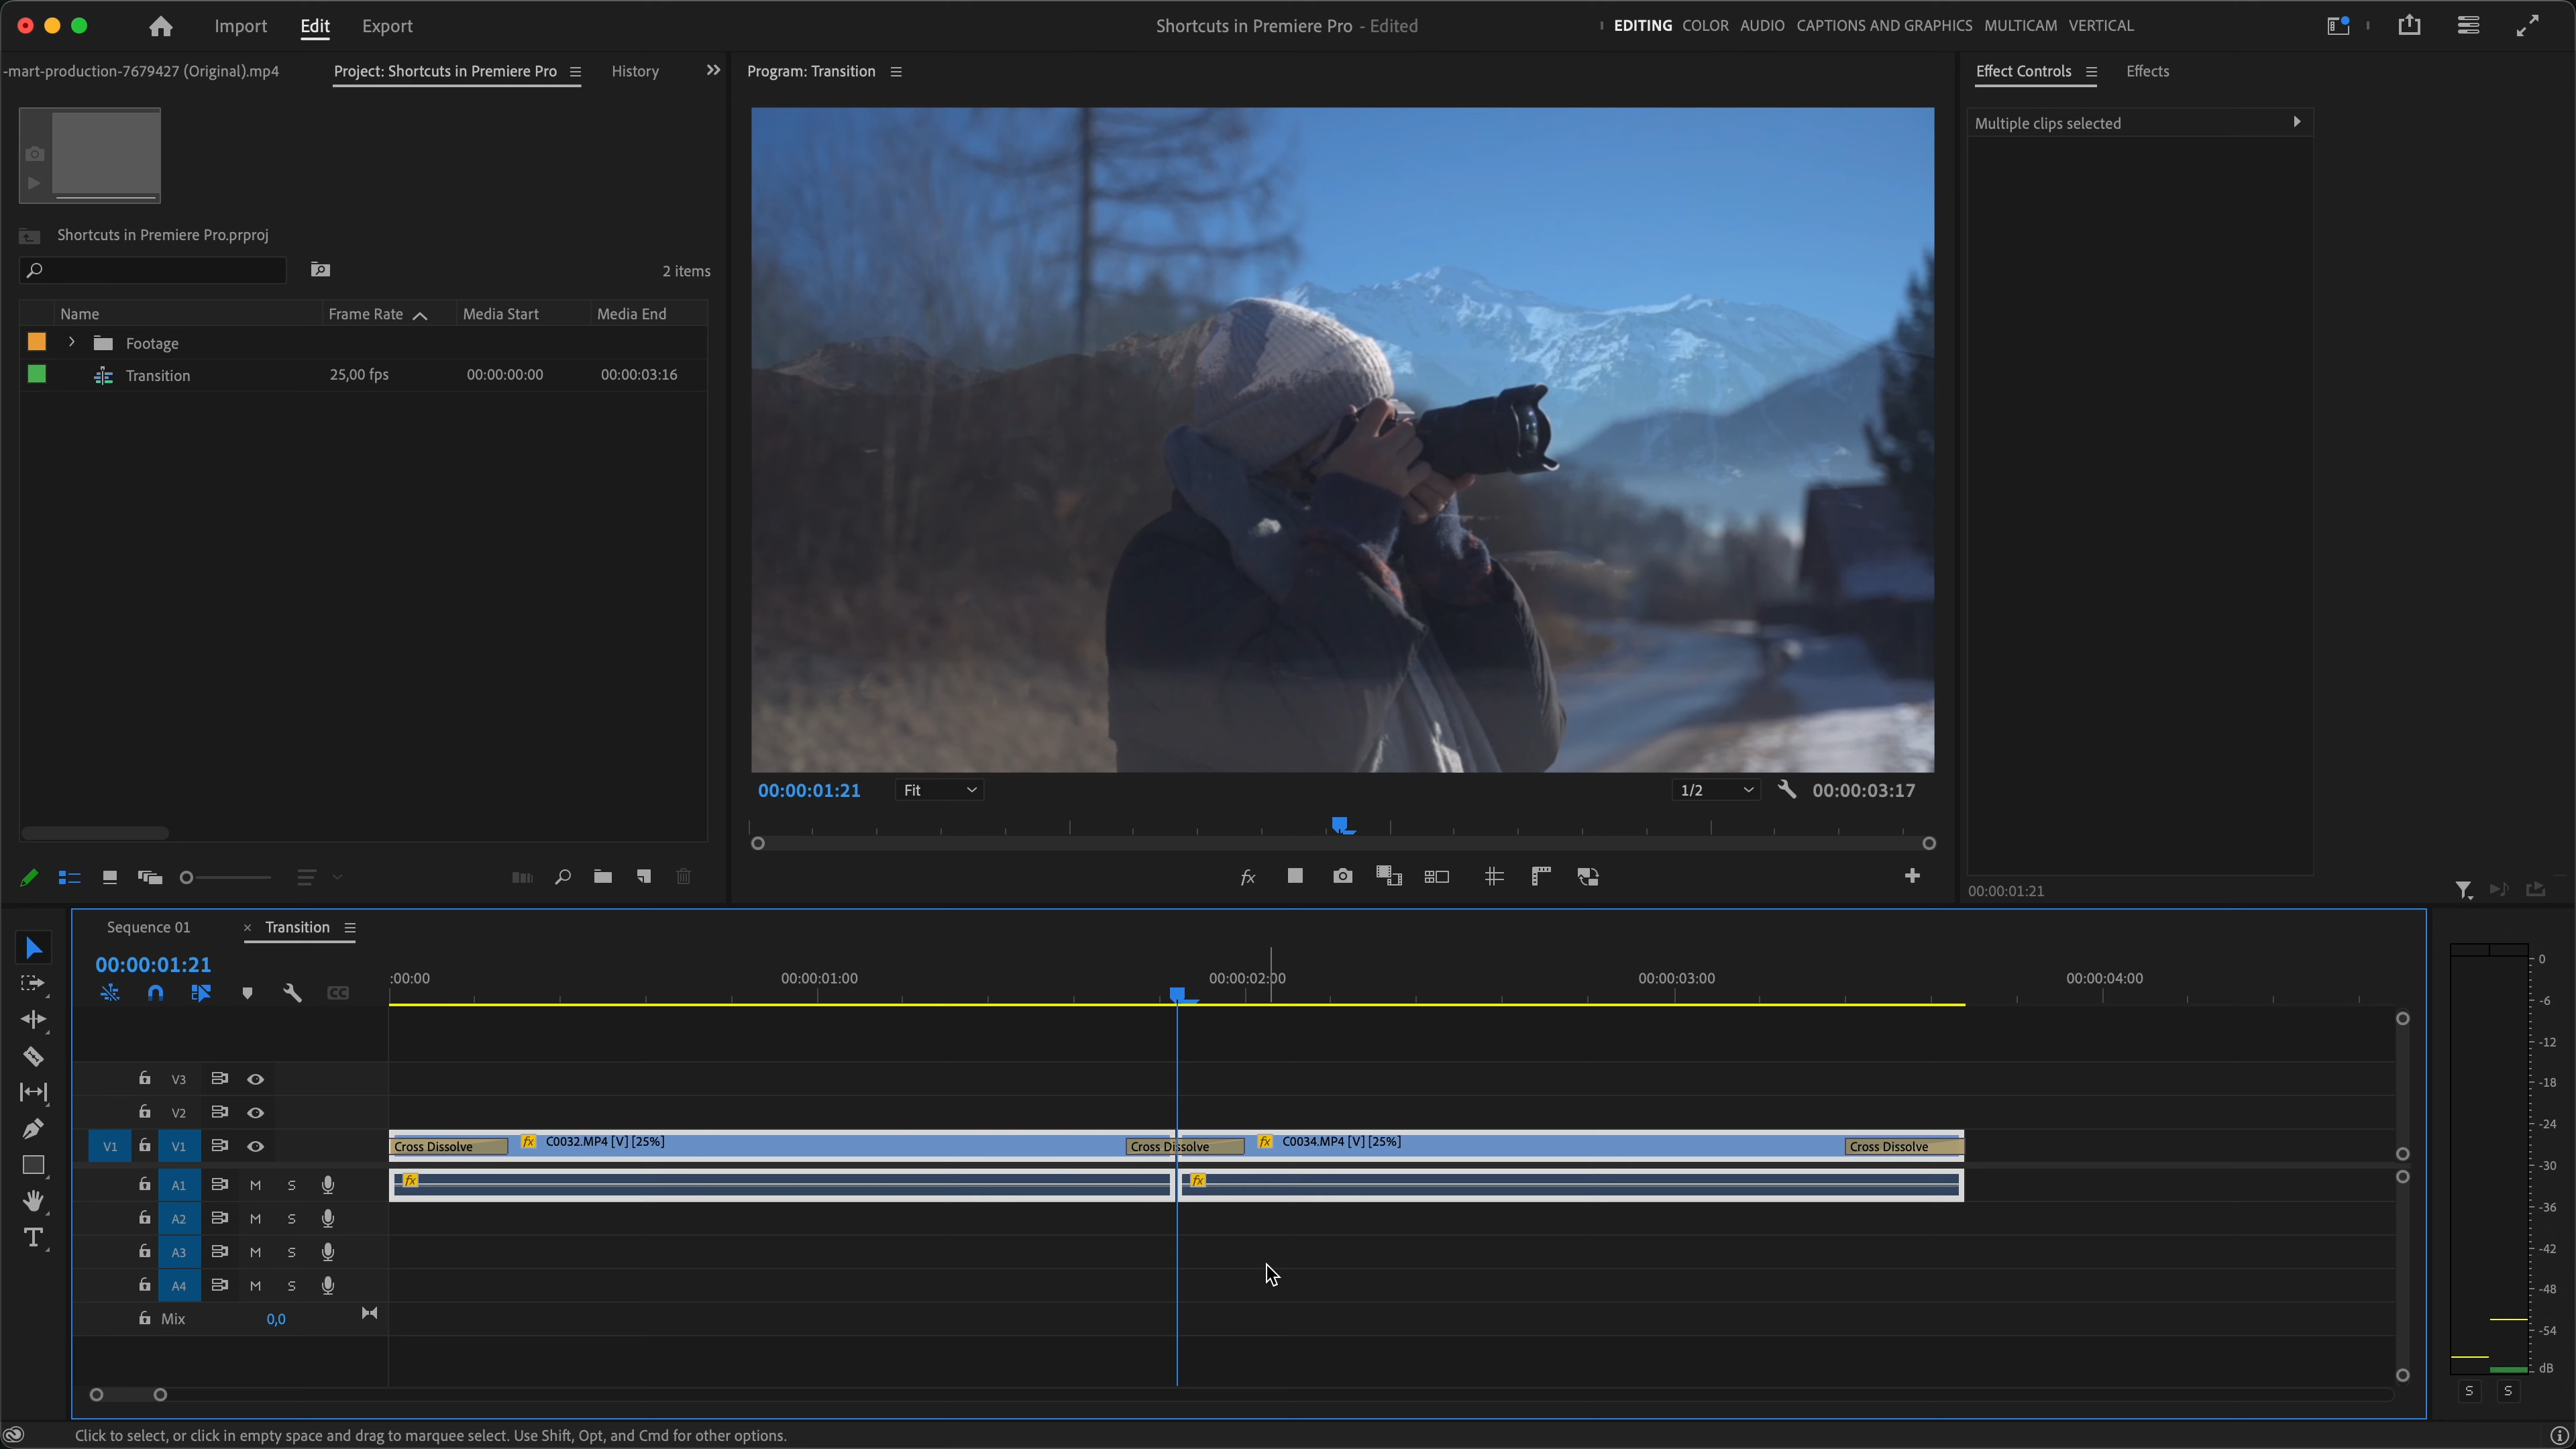 Import Edit Export Shortcuts in Premiere Pro - Edited EDITING COLOR AUDIO CAPTIONS AND GRAPHICS MULTICAM VERTICAL
-mart-production-7679427 (Original).mp4 Project: Shortcuts in Premiere Pro History Program: Transition Effect Controls Effects
Multiple clips selected
Shortcuts in Premiere Pro.prproj
2 items
Name Frame Rate Media Start Media End
Footage
Transition 25,00 fps 00:00:00:00 00:00:03:16
00:00:01:21 Fit 1/2 00:00:03:17
fx
00:00:01:21
Sequence 01 × Transition
00:00:01:21
:00:00 00:00:01:00 00:00:02:00 00:00:03:00 00:00:04:00
CC
V3
V2
V1 V1 Cross Dissolve fx C0032.MP4 [V] [25%] Cross Dissolve fx C0034.MP4 [V] [25%] Cross Dissolve
A1 M S fx fx
A2 M S
A3 M S
A4 M S
Mix 0,0
0
-6
-12
-18
-24
-30
-36
-42
-48
-54
dB
S S
Click to select, or click in empty space and drag to marquee select. Use Shift, Opt, and Cmd for other options.